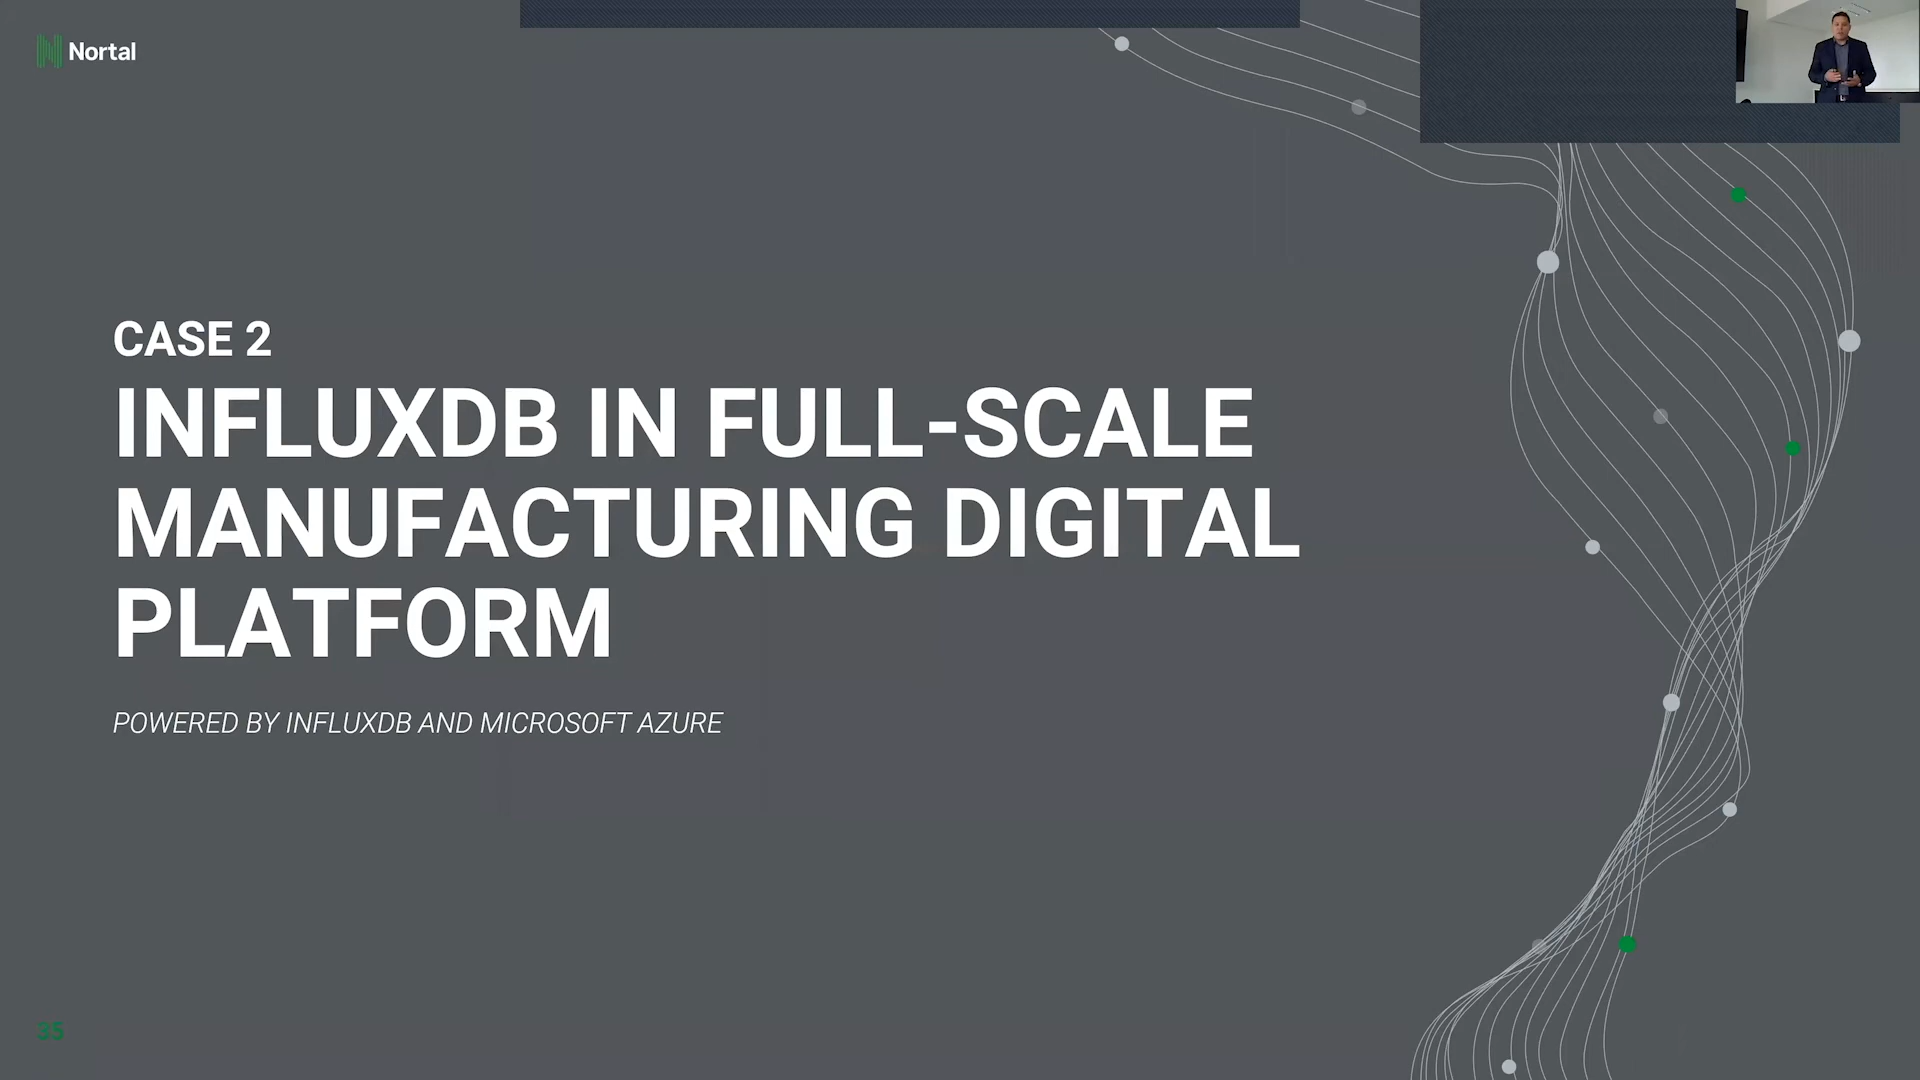 Nortal
CASE 2
INFLUXDB IN FULL-SCALE
MANUFACTURING DIGITAL
PLATFORM
POWERED BY INFLUXDB AND MICROSOFT AZURE
35